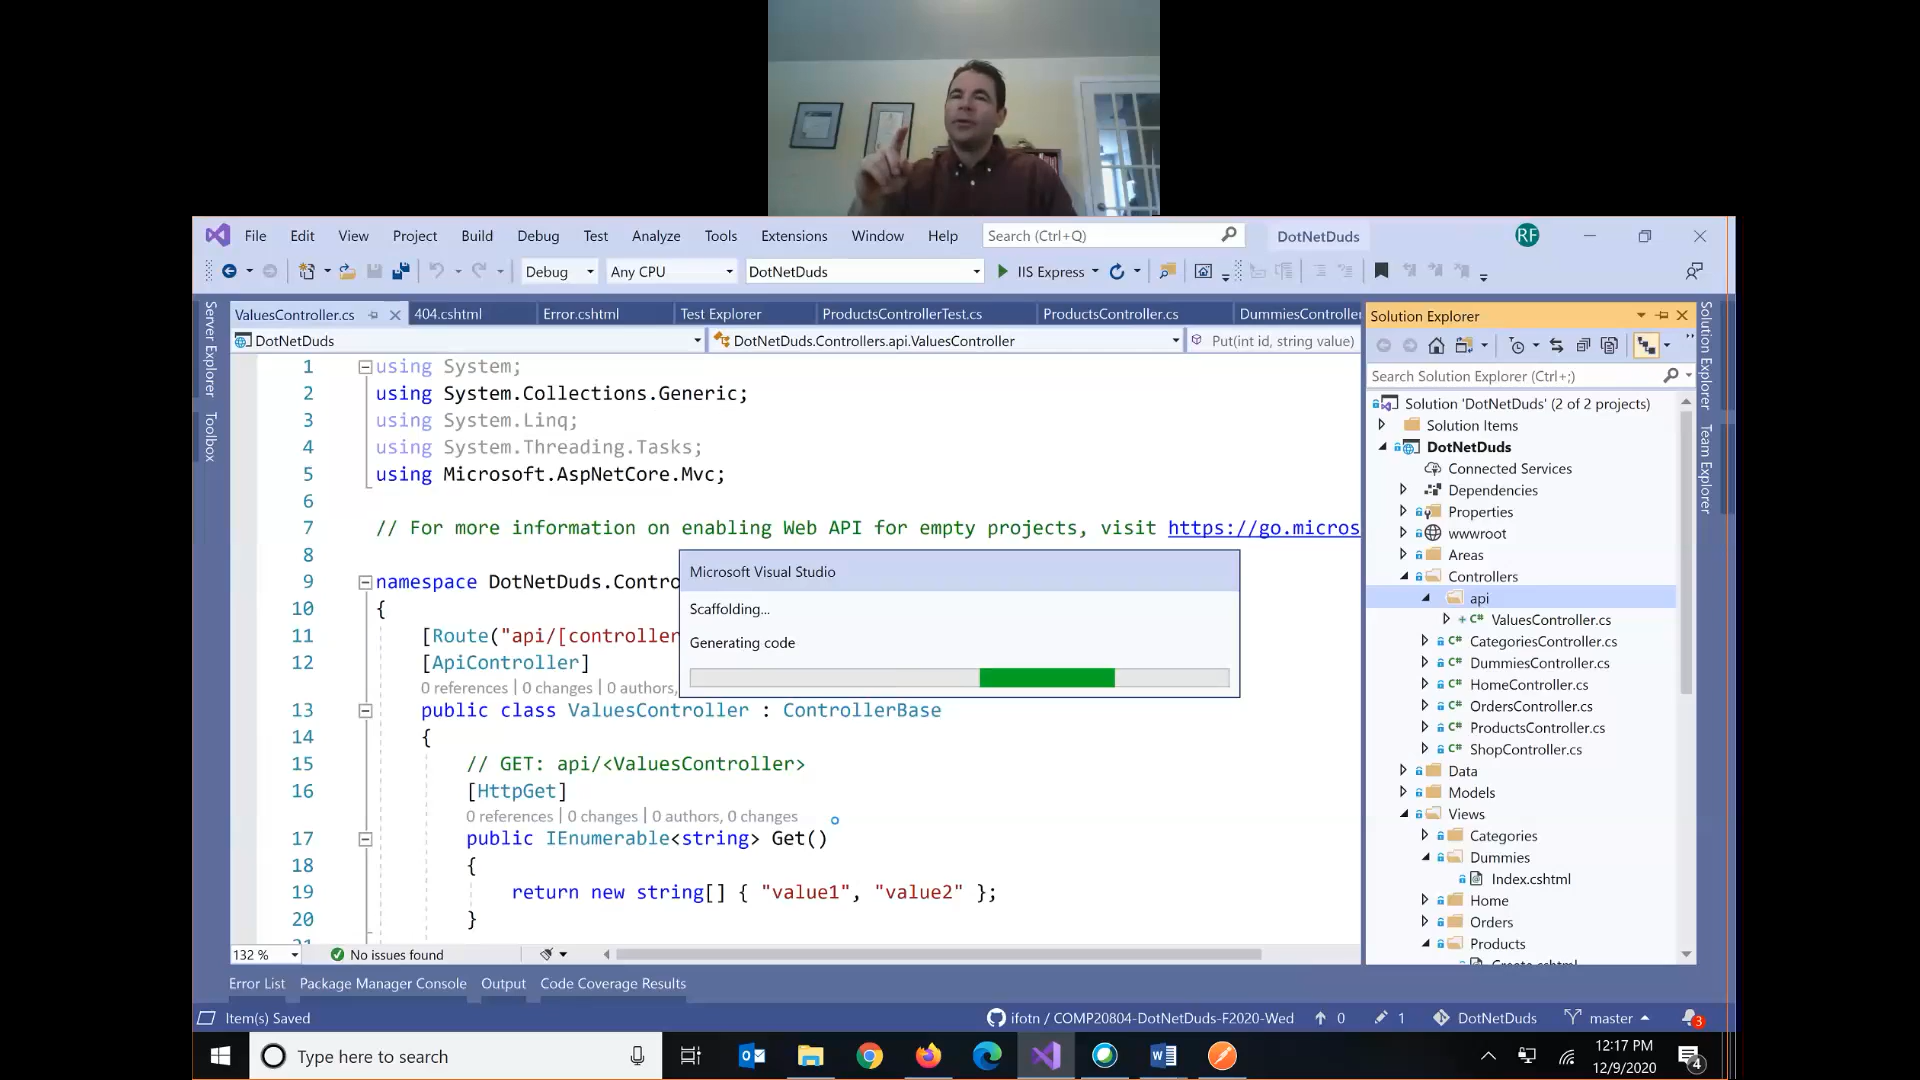 File Edit View Project Build Debug Test Analyze Tools Extensions Window Help Search (Ctrl+Q) DotNetDuds RF
Debug Any CPU DotNetDuds IIS Express
ValuesController.cs 404.cshtml Error.cshtml Test Explorer ProductsControllerTest.cs ProductsController.cs DummiesController
DotNetDuds DotNetDuds.Controllers.api.ValuesController Put(int id, string value)
Server Explorer
Toolbox
1 using System;
2 using System.Collections.Generic;
3 using System.Linq;
4 using System.Threading.Tasks;
5 using Microsoft.AspNetCore.Mvc;
6
7 // For more information on enabling Web API for empty projects, visit https://go.micros
8
9 namespace DotNetDuds.Contro
10 {
11 [Route("api/[controller
12 [ApiController]
0 references | 0 changes | 0 authors,
13 public class ValuesController : ControllerBase
14 {
15 // GET: api/<ValuesController>
16 [HttpGet]
0 references | 0 changes | 0 authors, 0 changes
17 public IEnumerable<string> Get()
18 {
19 return new string[] { "value1", "value2" };
20 }
Microsoft Visual Studio
Scaffolding...
Generating code
132 % No issues found
Solution Explorer
Search Solution Explorer (Ctrl+;)
Solution 'DotNetDuds' (2 of 2 projects)
Solution Items
DotNetDuds
Connected Services
Dependencies
Properties
wwwroot
Areas
Controllers
api
C# ValuesController.cs
C# CategoriesController.cs
C# DummiesController.cs
C# HomeController.cs
C# OrdersController.cs
C# ProductsController.cs
C# ShopController.cs
Data
Models
Views
Categories
Dummies
Index.cshtml
Home
Orders
Products
Create.cshtml
Solution Explorer
Team Explorer
Error List Package Manager Console Output Code Coverage Results
Item(s) Saved ifotn / COMP20804-DotNetDuds-F2020-Wed 0 1 DotNetDuds master 3
Type here to search 12:17 PM
12/9/2020 4